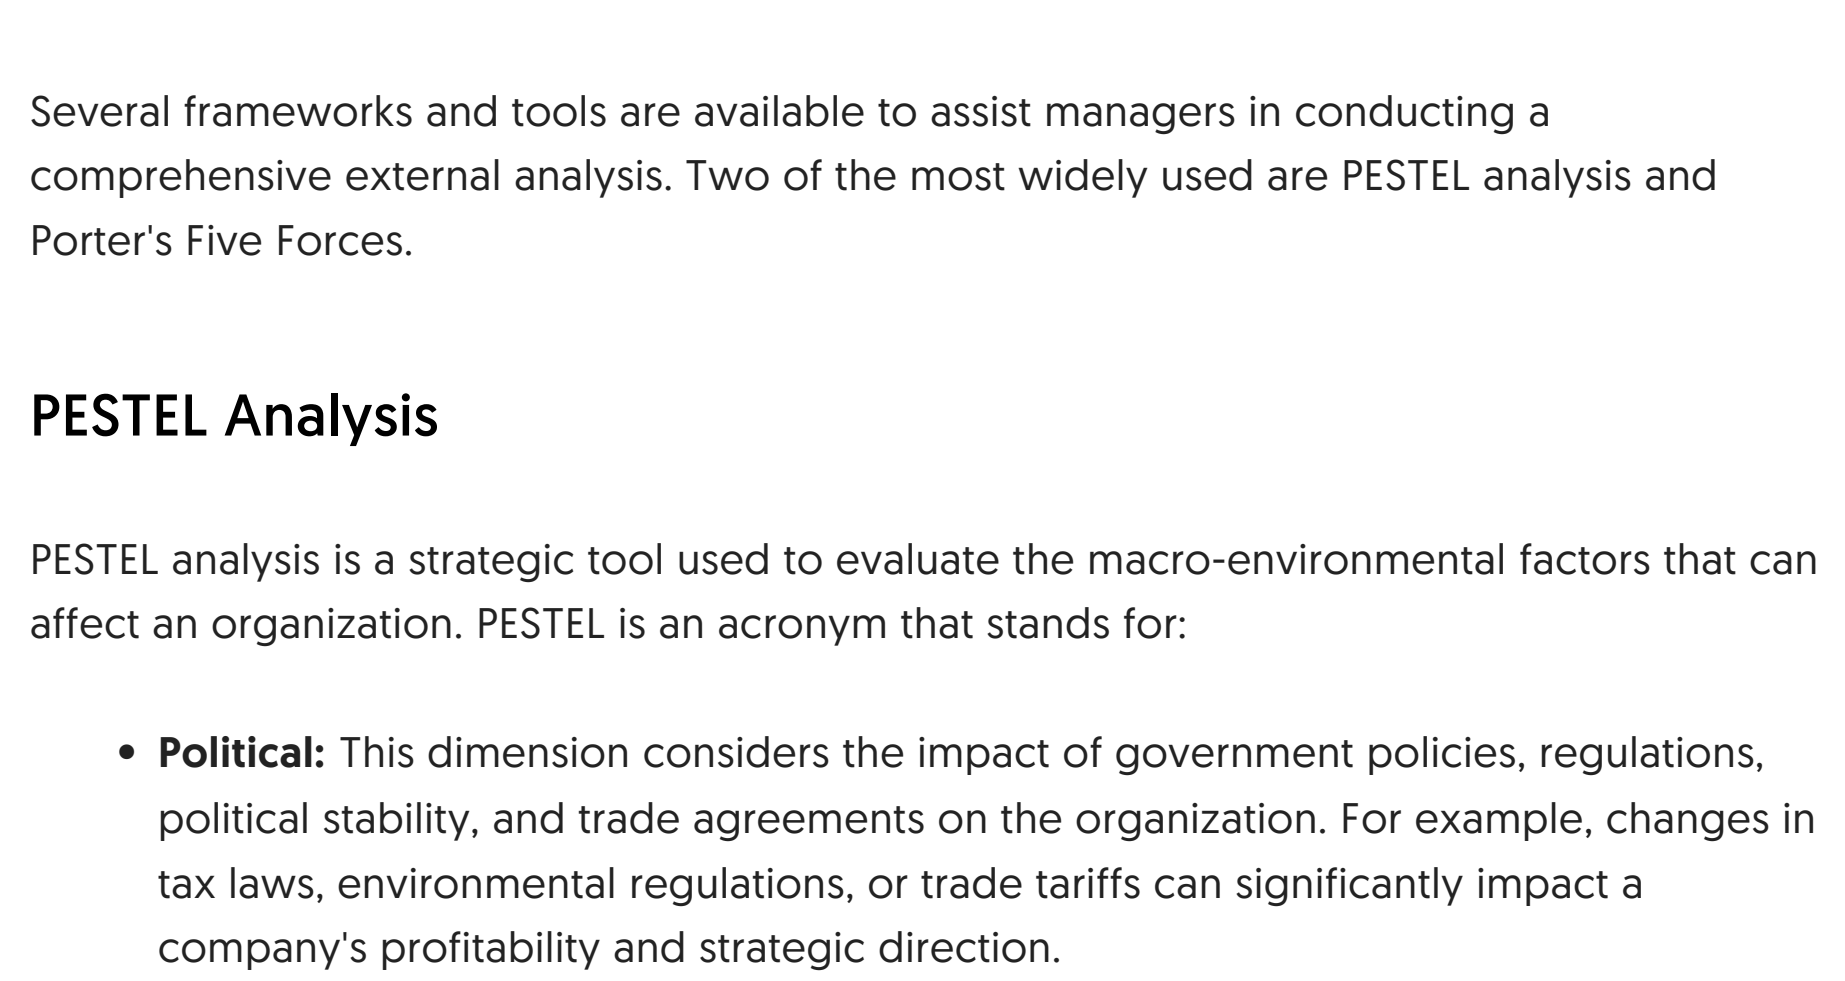 Several frameworks and tools are available to assist managers in conducting a
comprehensive external analysis. Two of the most widely used are PESTEL analysis and
Porter's Five Forces.
PESTEL Analysis
PESTEL analysis is a strategic tool used to evaluate the macro-environmental factors that can
affect an organization. PESTEL is an acronym that stands for:
• Political: This dimension considers the impact of government policies, regulations,
political stability, and trade agreements on the organization. For example, changes in
tax laws, environmental regulations, or trade tariffs can significantly impact a
company's profitability and strategic direction.